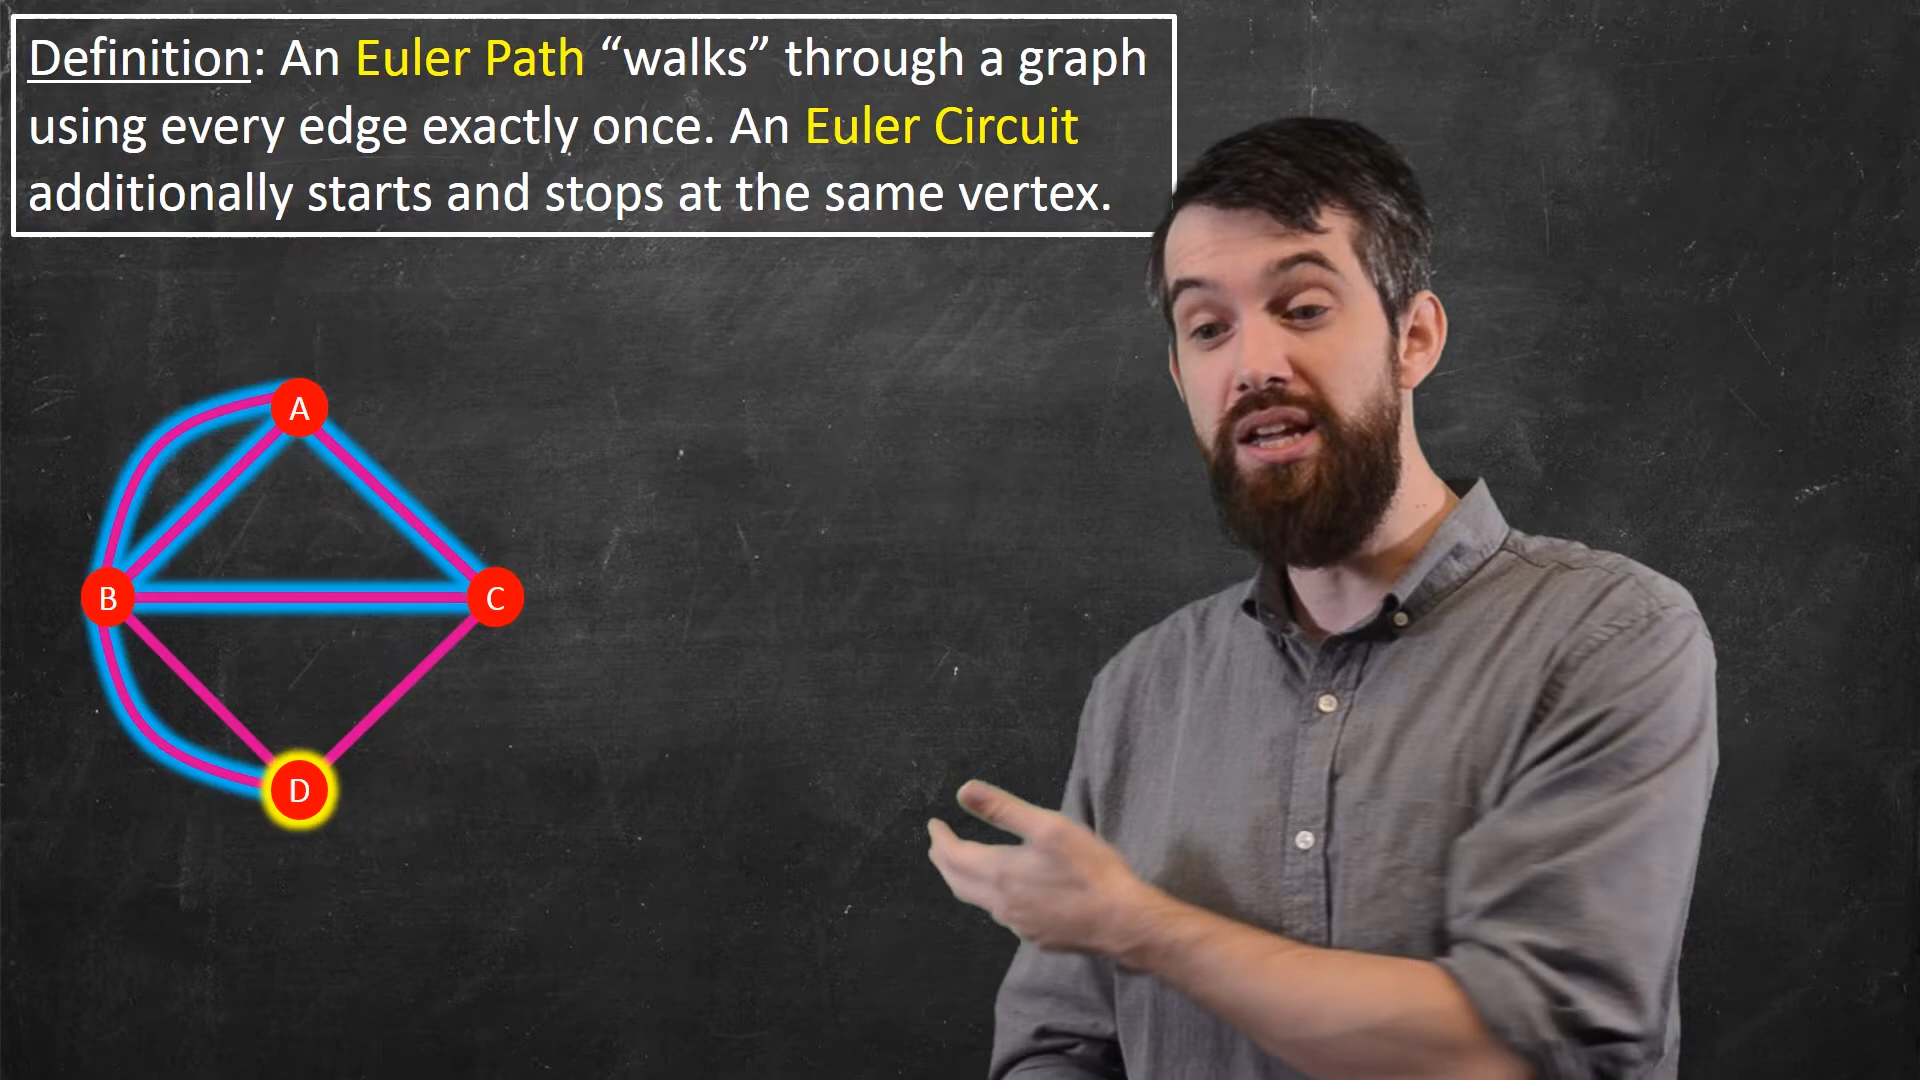 Definition: An Euler Path “walks” through a graph
using every edge exactly once. An Euler Circuit
additionally starts and stops at the same vertex.
A
B
C
D